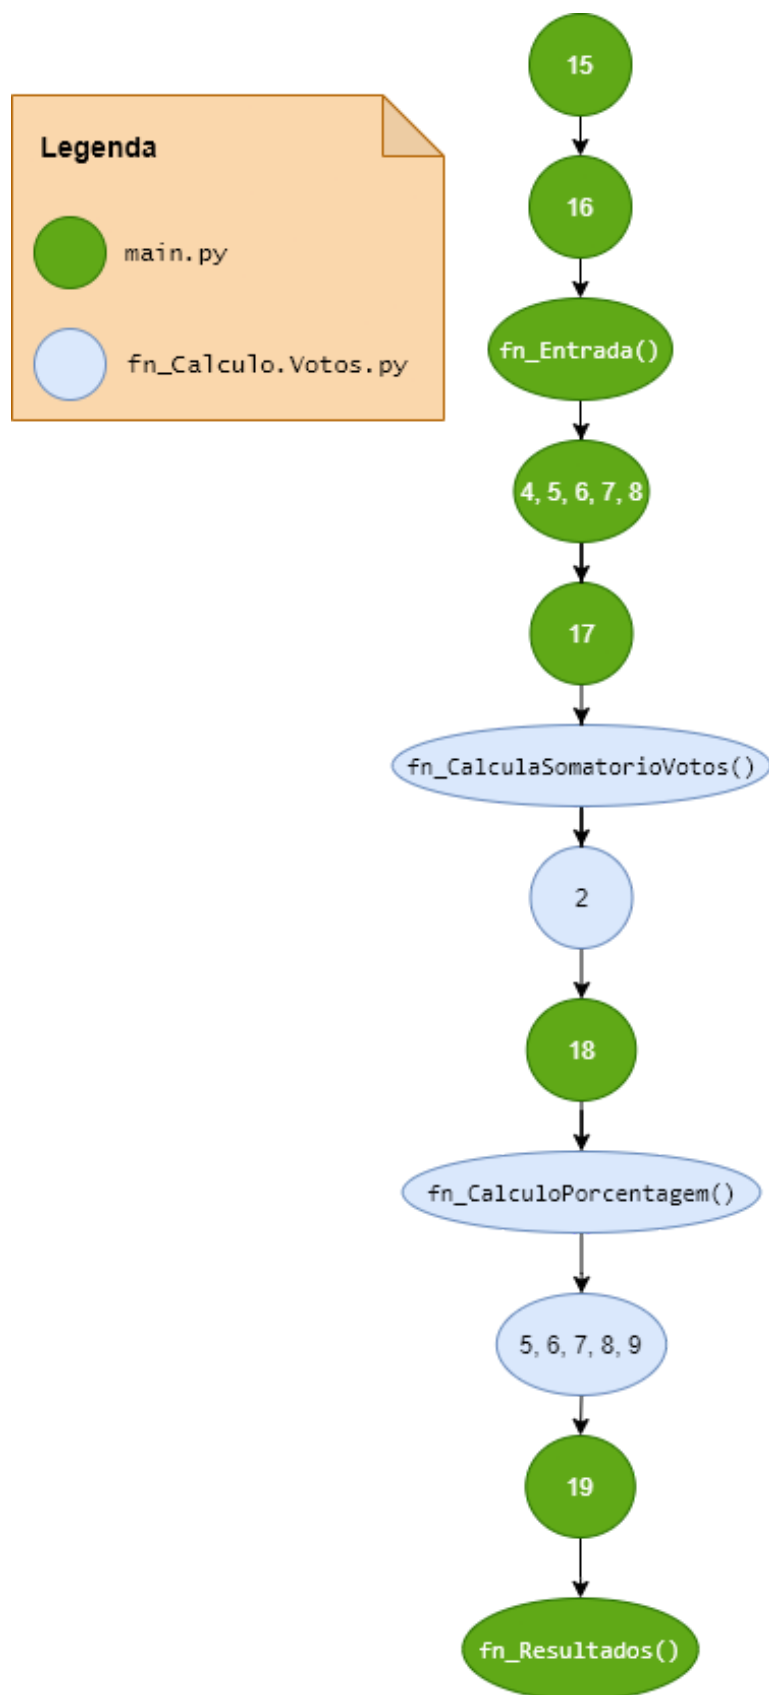 Legenda
main.py
fn_Calculo.Votos.py
15
16
fn_Entrada()
4, 5, 6, 7, 8
17
fn_CalculaSomatorioVotos()
2
18
fn_CalculoPorcentagem()
5, 6, 7, 8, 9
19
fn_Resultados()